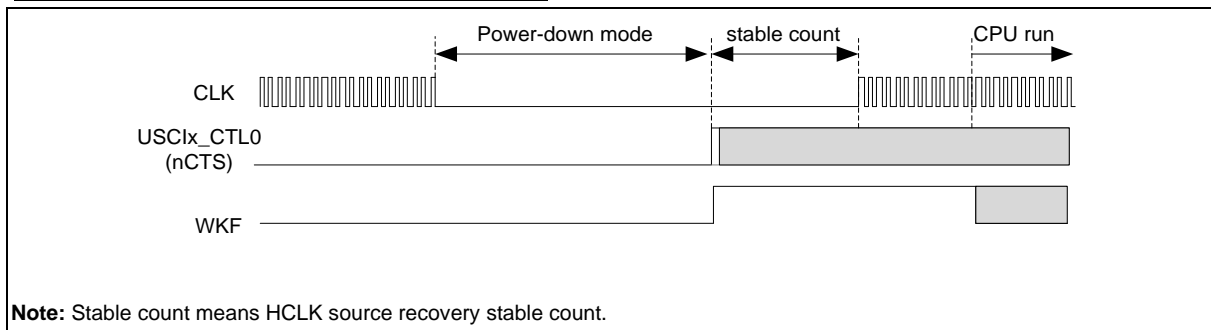 Power-down mode stable count CPU run
CLK
USCIx_CTL0
(nCTS)
WKF
Note: Stable count means HCLK source recovery stable count.